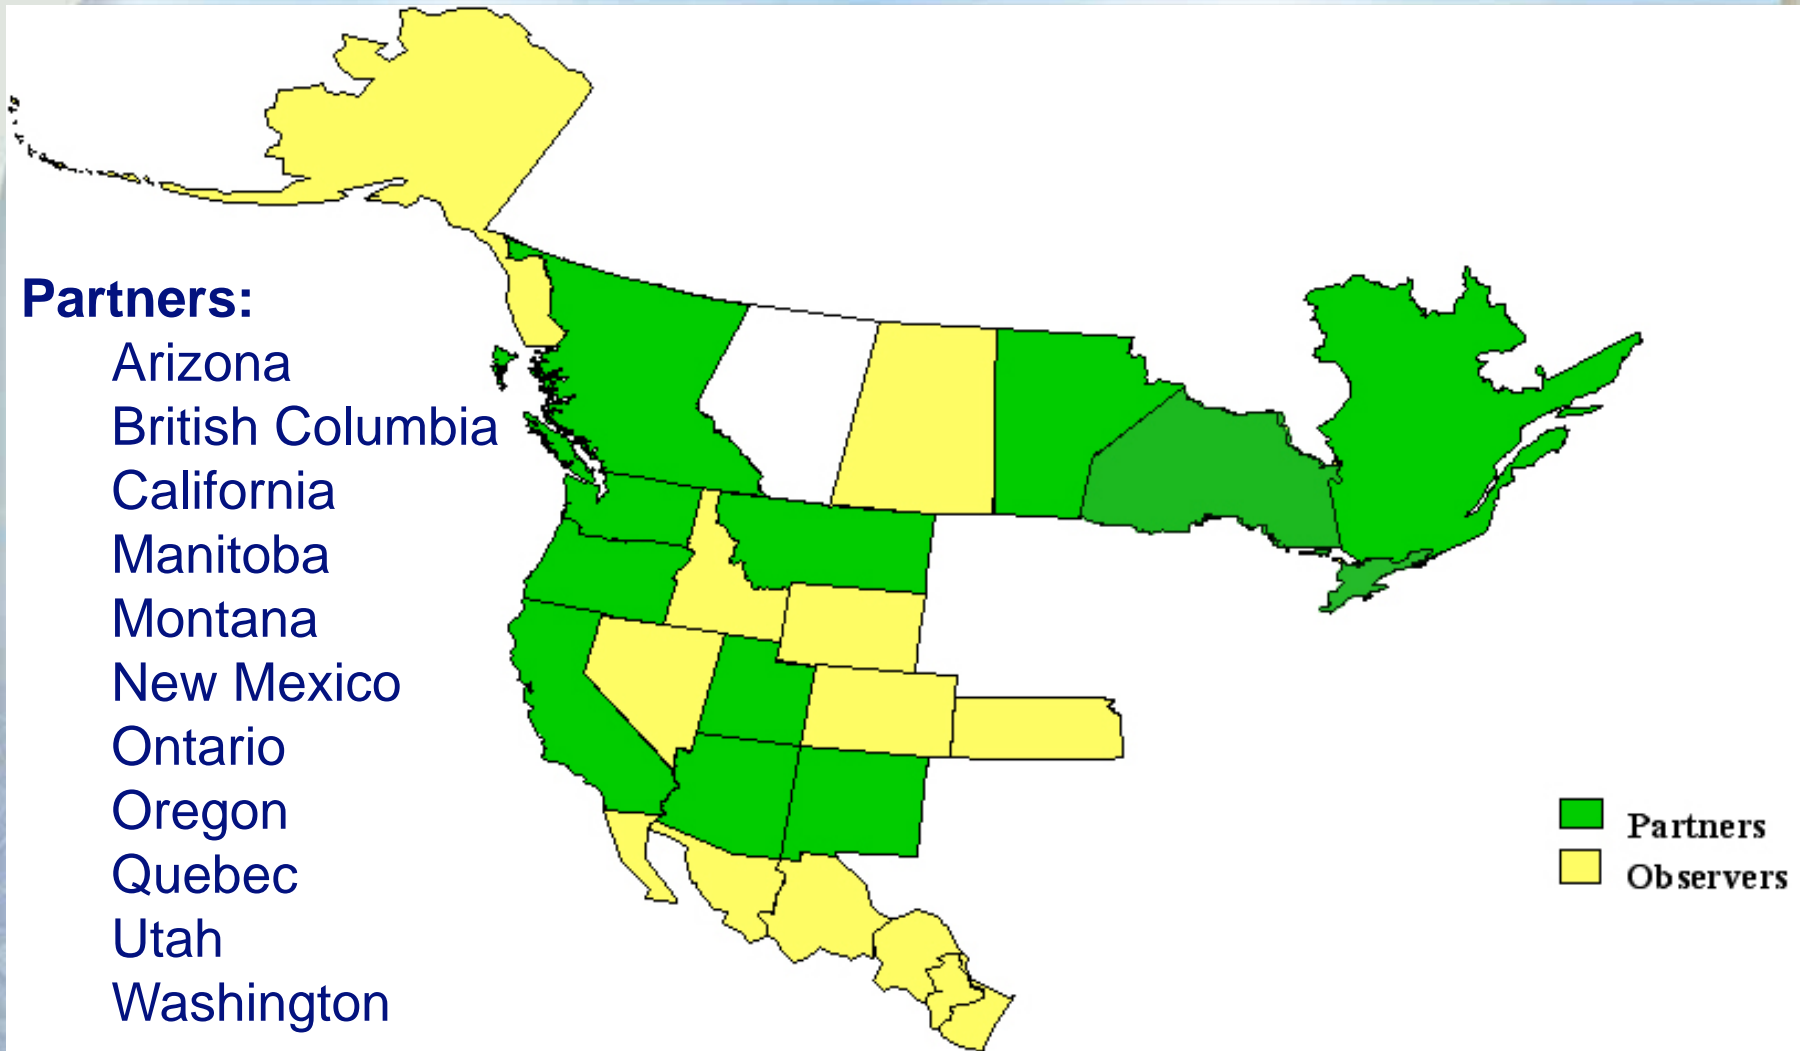 Partners:
Arizona
British Columbia
California
Manitoba
Montana
New Mexico
Ontario
Oregon
Quebec
Utah
Washington
Partners
Observers